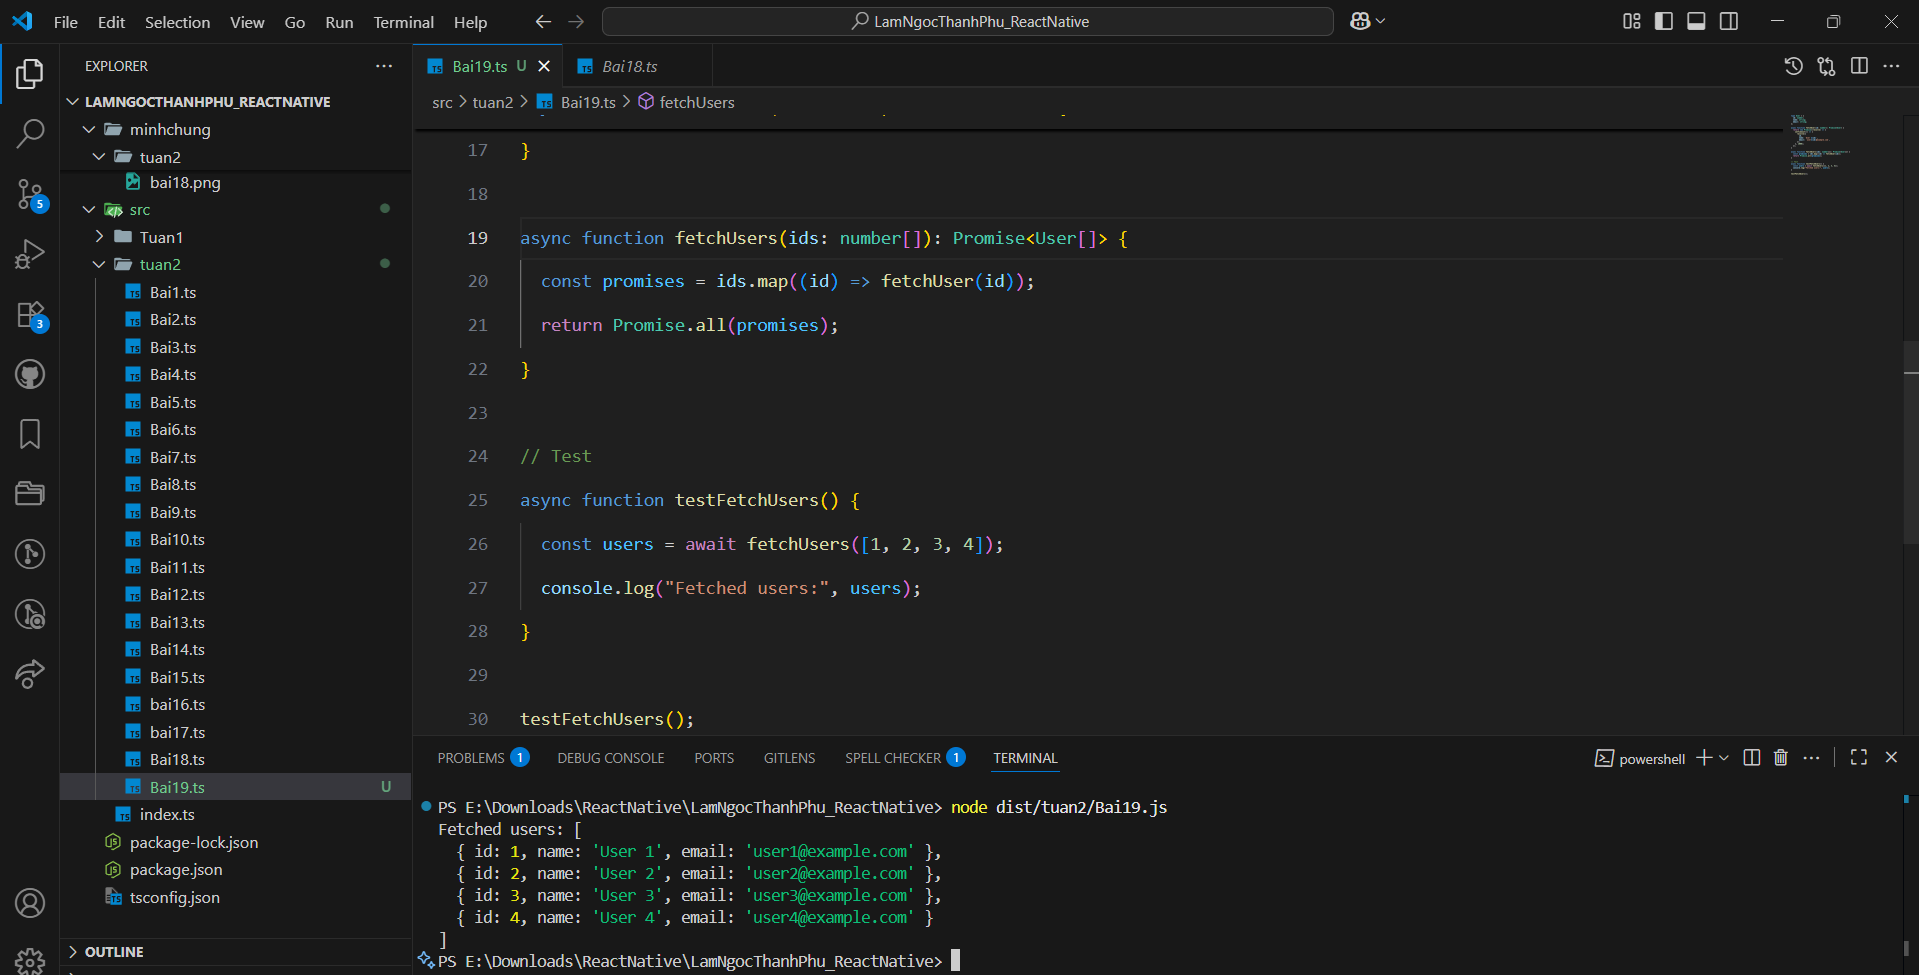 File Edit Selection View Go Run Terminal Help
LamNgocThanhPhu_ReactNative
EXPLORER
LAMNGOCTHANHPHU_REACTNATIVE
minhchung
tuan2
bai18.png
src
Tuan1
tuan2
Bai1.ts
Bai2.ts
Bai3.ts
Bai4.ts
Bai5.ts
Bai6.ts
Bai7.ts
Bai8.ts
Bai9.ts
Bai10.ts
Bai11.ts
Bai12.ts
Bai13.ts
Bai14.ts
Bai15.ts
bai16.ts
bai17.ts
Bai18.ts
Bai19.ts U
index.ts
package-lock.json
package.json
tsconfig.json
OUTLINE
5
3
Bai19.ts U
Bai18.ts
src > tuan2 > Bai19.ts > fetchUsers
17 }
18
19 async function fetchUsers(ids: number[]): Promise<User[]> {
20 const promises = ids.map((id) => fetchUser(id));
21 return Promise.all(promises);
22 }
23
24 // Test
25 async function testFetchUsers() {
26 const users = await fetchUsers([1, 2, 3, 4]);
27 console.log("Fetched users:", users);
28 }
29
30 testFetchUsers();
PROBLEMS 1 DEBUG CONSOLE PORTS GITLENS SPELL CHECKER 1 TERMINAL
powershell
PS E:\Downloads\ReactNative\LamNgocThanhPhu_ReactNative> node dist/tuan2/Bai19.js
Fetched users: [
{ id: 1, name: 'User 1', email: 'user1@example.com' },
{ id: 2, name: 'User 2', email: 'user2@example.com' },
{ id: 3, name: 'User 3', email: 'user3@example.com' },
{ id: 4, name: 'User 4', email: 'user4@example.com' }
]
PS E:\Downloads\ReactNative\LamNgocThanhPhu_ReactNative>